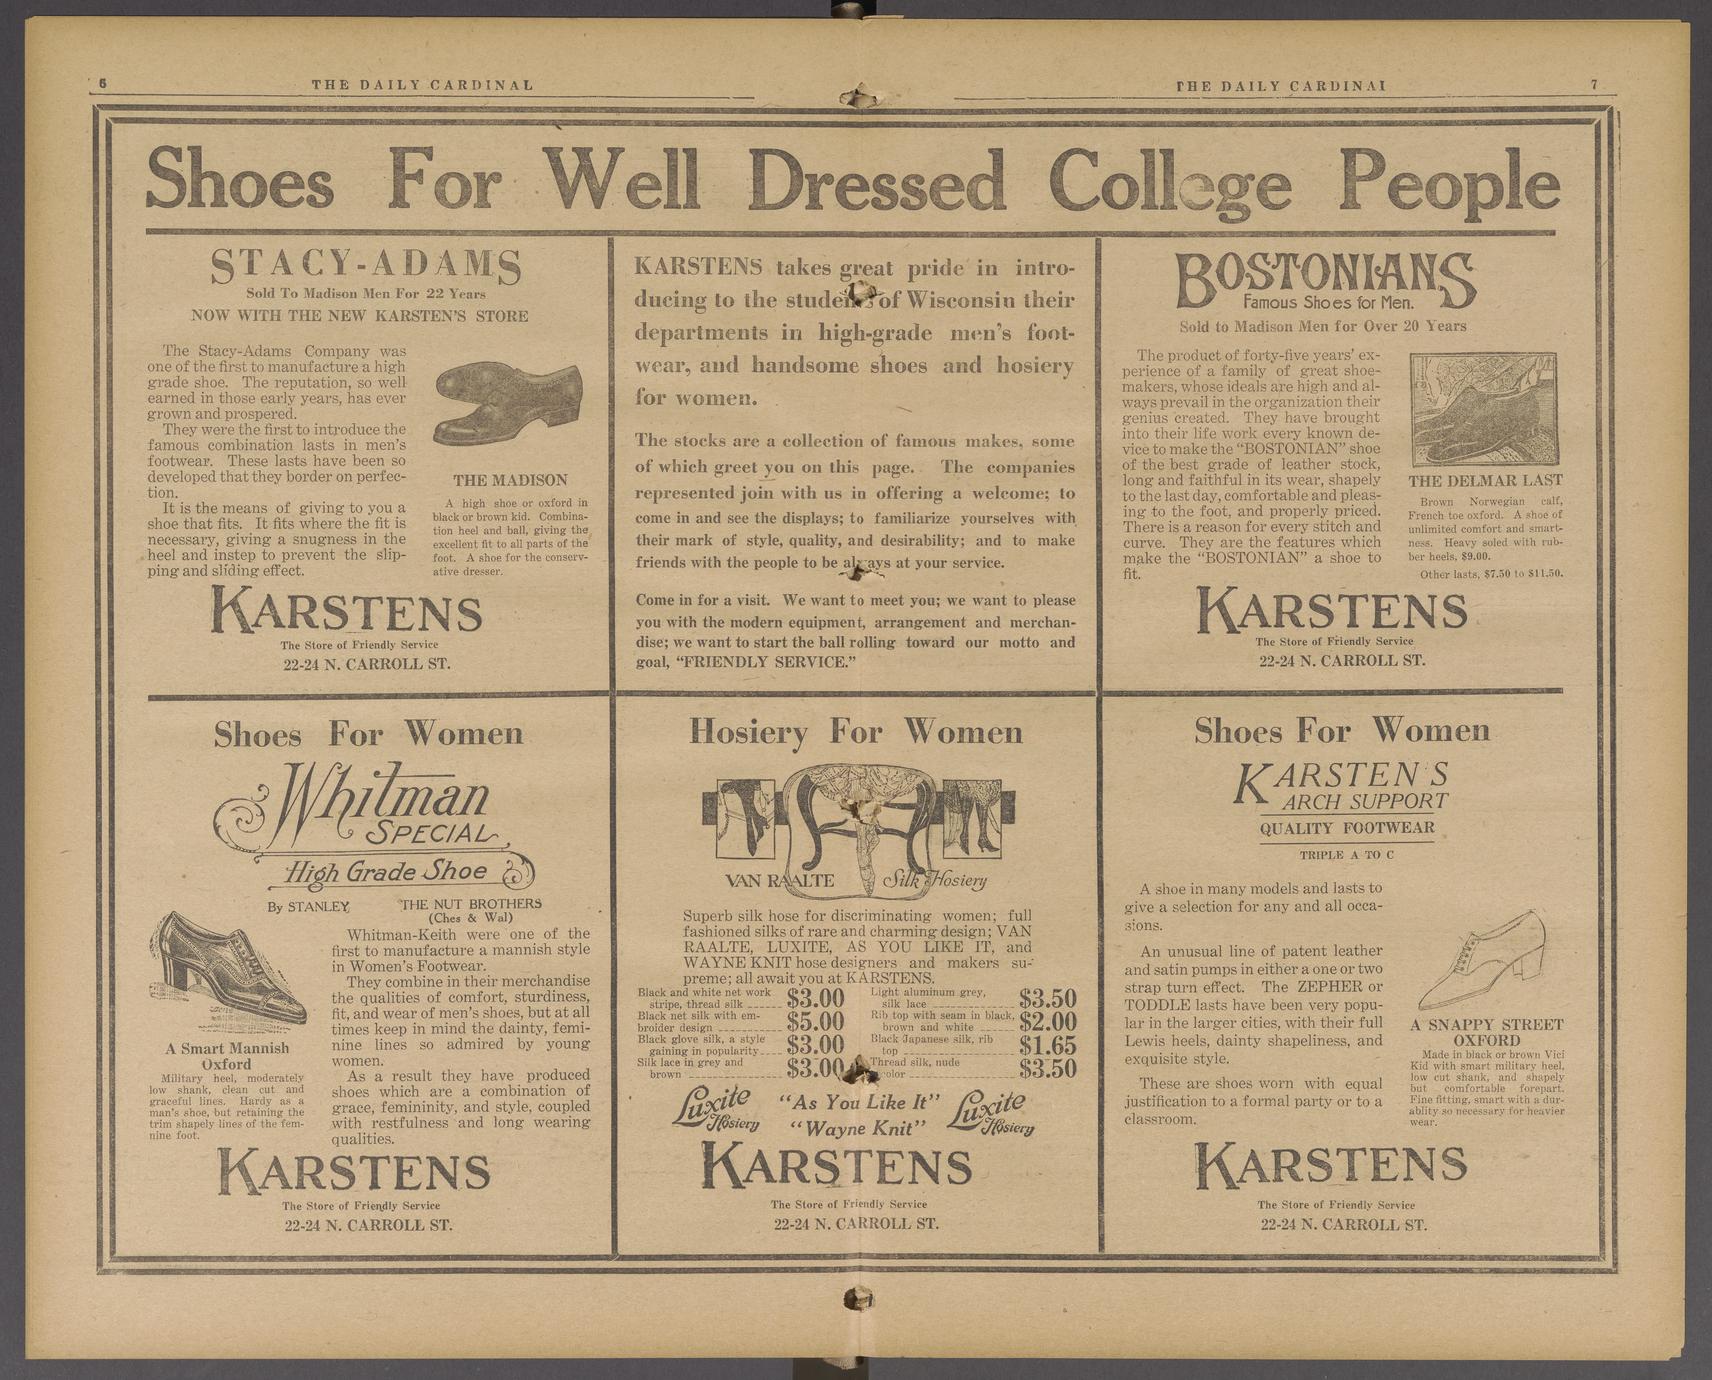 6
THE DAILY CARDINAL
THE DAILY CARDINAL
7
Shoes For Well Dressed College People
STACY-ADAMS
Sold To Madison Men For 22 Years
NOW WITH THE NEW KARSTEN'S STORE
The Stacy-Adams Company was
one of the first to manufacture a high
grade shoe. The reputation, so well
earned in those early years, has ever
grown and prospered.
They were the first to introduce the
famous combination lasts in men's
footwear. These lasts have been so
developed that they border on perfec-
tion.
It is the means of giving to you a
shoe that fits. It fits where the fit is
necessary, giving a snugness in the
heel and instep to prevent the slip-
ping and sliding effect.
THE MADISON
A high shoe or oxford in
black or brown kid. Combina-
tion heel and ball, giving the
excellent fit to all parts of the
foot. A shoe for the conserv-
ative dresser.
KARSTENS
The Store of Friendly Service
22-24 N. CARROLL ST.
KARSTENS takes great pride in intro-
ducing to the students of Wisconsin their
departments in high-grade men's foot-
wear, and handsome shoes and hosiery
for women.
The stocks are a collection of famous makes, some
of which greet you on this page. The companies
represented join with us in offering a welcome; to
come in and see the displays; to familiarize yourselves with
their mark of style, quality, and desirability; and to make
friends with the people to be always at your service.
Come in for a visit. We want to meet you; we want to please
you with the modern equipment, arrangement and merchan-
dise; we want to start the ball rolling toward our motto and
goal, "FRIENDLY SERVICE."
BOSTONIANS
Famous Shoes for Men.
Sold to Madison Men for Over 20 Years
The product of forty-five years' ex-
perience of a family of great shoe-
makers, whose ideals are high and al-
ways prevail in the organization their
genius created. They have brought
into their life work every known de-
vice to make the "BOSTONIAN" shoe
of the best grade of leather stock,
long and faithful in its wear, shapely
to the last day, comfortable and pleas-
ing to the foot, and properly priced.
There is a reason for every stitch and
curve. They are the features which
make the "BOSTONIAN" a shoe to
fit.
THE DELMAR LAST
Brown Norwegian calf,
French toe oxford. A shoe of
unlimited comfort and smart-
ness. Heavy soled with rub-
ber heels, $9.00.
Other lasts, $7.50 to $11.50.
KARSTENS
The Store of Friendly Service
22-24 N. CARROLL ST.
Shoes For Women
Whitman
SPECIAL
High Grade Shoe
By STANLEY
THE NUT BROTHERS
(Ches & Wal)
Whitman-Keith were one of the
first to manufacture a mannish style
in Women's Footwear.
They combine in their merchandise
the qualities of comfort, sturdiness,
fit, and wear of men's shoes, but at all
times keep in mind the dainty, femi-
nine lines so admired by young
women.
As a result they have produced
shoes which are a combination of
grace, femininity, and style, coupled
with restfulness and long wearing
qualities.
A Smart Mannish
Oxford
Military heel, moderately
low shank, clean cut and
graceful lines. Hardy as a
man's shoe, but retaining the
trim shapely lines of the fem-
nine foot.
KARSTENS
The Store of Friendly Service
22-24 N. CARROLL ST.
Hosiery For Women
VAN RAALTE Silk Hosiery
Superb silk hose for discriminating women; full
fashioned silks of rare and charming design; VAN
RAALTE, LUXITE, AS YOU LIKE IT, and
WAYNE KNIT hose designers and makers su-
preme; all await you at KARSTENS.
Black and white net work
stripe, thread silk $3.00
Black net silk with em-
broider design $5.00
Black glove silk, a style
gaining in popularity $3.00
Silk lace in grey and
brown $3.00
Light aluminum grey,
silk lace $3.50
Rib top with seam in black,
brown and white $2.00
Black Japanese silk, rib
top $1.65
Thread silk, nude
color $3.50
Luxite Hosiery
"As You Like It"
"Wayne Knit"
Luxite Hosiery
KARSTENS
The Store of Friendly Service
22-24 N. CARROLL ST.
Shoes For Women
KARSTEN'S
ARCH SUPPORT
QUALITY FOOTWEAR
TRIPLE A TO C
A shoe in many models and lasts to
give a selection for any and all occa-
sions.
An unusual line of patent leather
and satin pumps in either a one or two
strap turn effect. The ZEPHER or
TODDLE lasts have been very popu-
lar in the larger cities, with their full
Lewis heels, dainty shapeliness, and
exquisite style.
These are shoes worn with equal
justification to a formal party or to a
classroom.
A SNAPPY STREET
OXFORD
Made in black or brown Vici
Kid with smart military heel,
low cut shank, and shapely
but comfortable forepart.
Fine fitting, smart with a dur-
ablity so necessary for heavier
wear.
KARSTENS
The Store of Friendly Service
22-24 N. CARROLL ST.